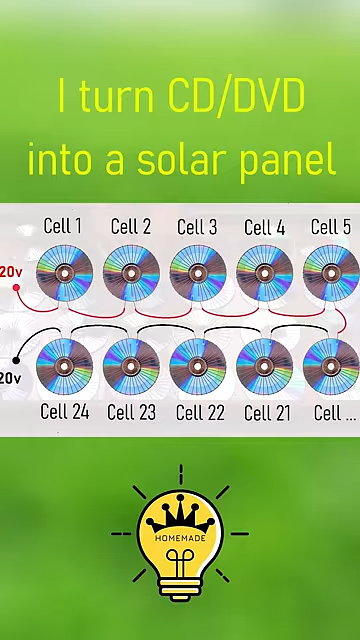 I turn CD/DVD
into a solar panel
Cell 1 Cell 2 Cell 3 Cell 4 Cell 5
20v
20v
Cell 24 Cell 23 Cell 22 Cell 21 Cell ...
HOMEMADE